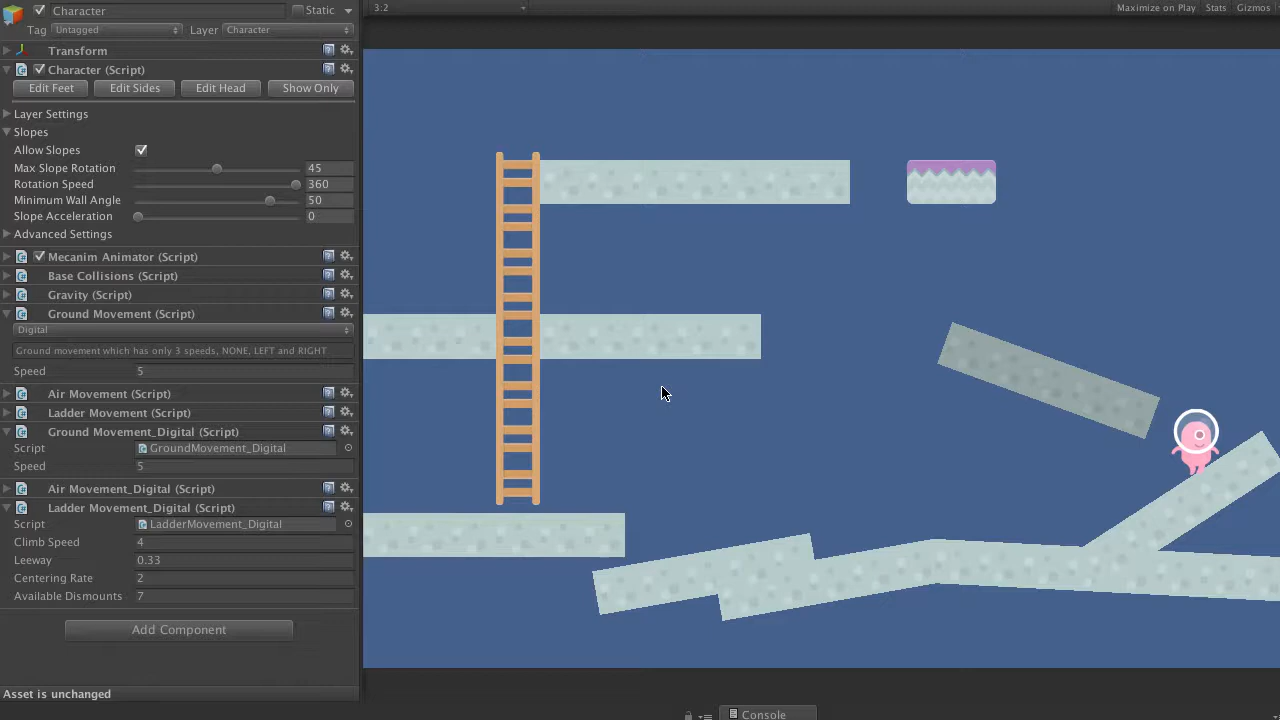 Character
Static
Tag Untagged Layer Character
Transform
Character (Script)
Edit Feet Edit Sides Edit Head Show Only
Layer Settings
Slopes
Allow Slopes
Max Slope Rotation 45
Rotation Speed 360
Minimum Wall Angle 50
Slope Acceleration 0
Advanced Settings
Mecanim Animator (Script)
Base Collisions (Script)
Gravity (Script)
Ground Movement (Script)
Digital
Ground movement which has only 3 speeds, NONE, LEFT and RIGHT
Speed 5
Air Movement (Script)
Ladder Movement (Script)
Ground Movement_Digital (Script)
Script GroundMovement_Digital
Speed 5
Air Movement_Digital (Script)
Ladder Movement_Digital (Script)
Script LadderMovement_Digital
Climb Speed 4
Leeway 0.33
Centering Rate 2
Available Dismounts 7
Add Component
Asset is unchanged
3:2
Maximize on Play Stats Gizmos
Console